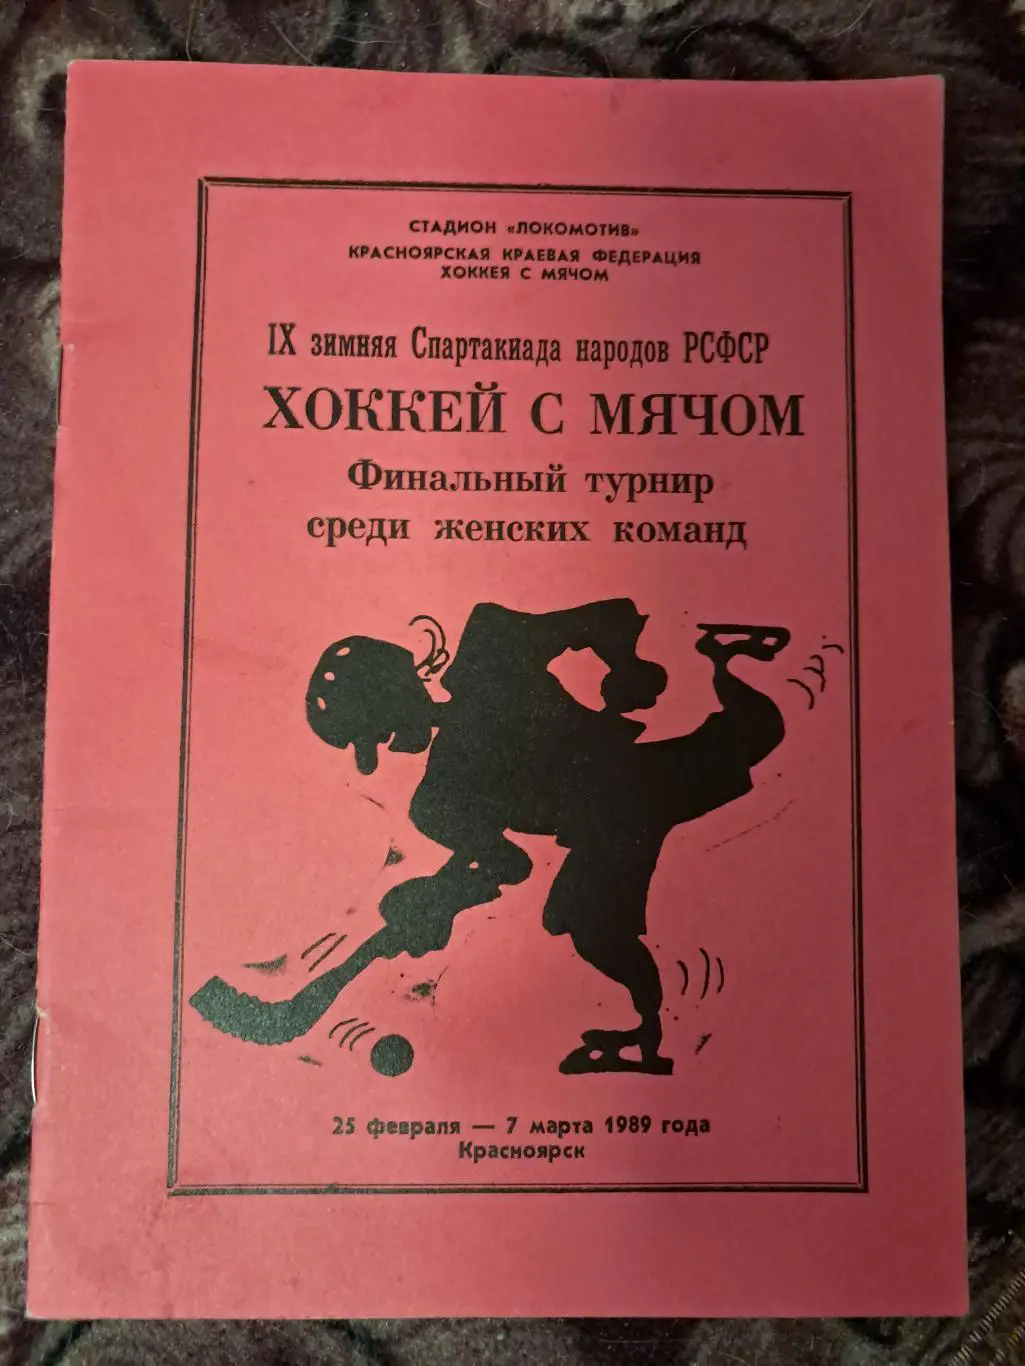 СТАДИОН «ЛОКОМОТИВ»
КРАСНОЯРСКАЯ КРАЕВАЯ ФЕДЕРАЦИЯ
ХОККЕЯ С МЯЧОМ
IX зимняя Спартакиада народов РСФСР
ХОККЕЙ С МЯЧОМ
Финальный турнир
среди женских команд
25 февраля — 7 марта 1989 года
Красноярск